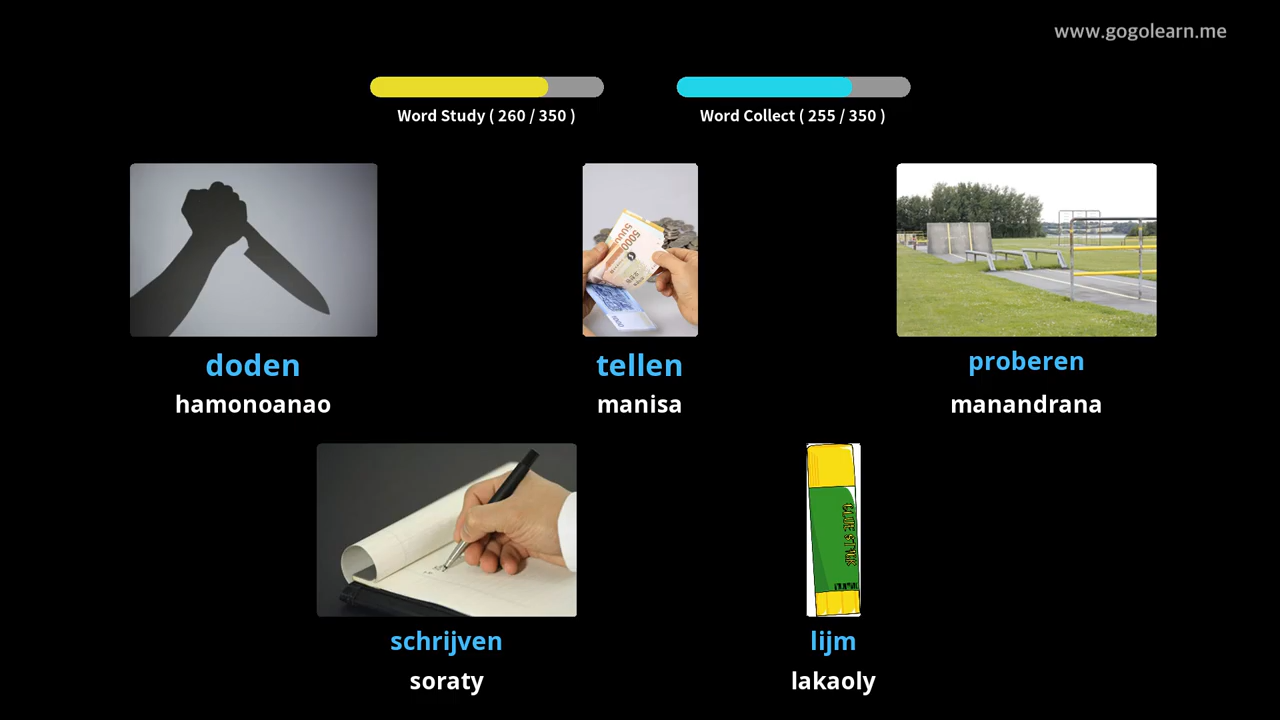 www.gogolearn.me
Word Study ( 260 / 350 )
Word Collect ( 255 / 350 )
doden
tellen
proberen
hamonoanao
manisa
manandrana
schrijven
lijm
soraty
lakaoly